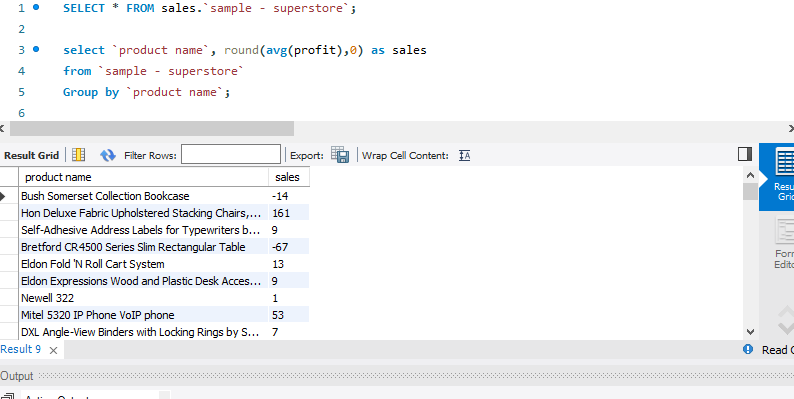 1 SELECT * FROM sales.`sample - superstore`;
2
3 select `product name`, round(avg(profit),0) as sales
4 from `sample - superstore`
5 Group by `product name`;
6
Result Grid Filter Rows: Export: Wrap Cell Content:
product name sales
Bush Somerset Collection Bookcase -14
Hon Deluxe Fabric Upholstered Stacking Chairs,... 161
Self-Adhesive Address Labels for Typewriters b... 9
Bretford CR4500 Series Slim Rectangular Table -67
Eldon Fold 'N Roll Cart System 13
Eldon Expressions Wood and Plastic Desk Acces... 9
Newell 322 1
Mitel 5320 IP Phone VoIP phone 53
DXL Angle-View Binders with Locking Rings by S... 7
Resu
Grid
Form
Edito
Result 9 Read O
Output